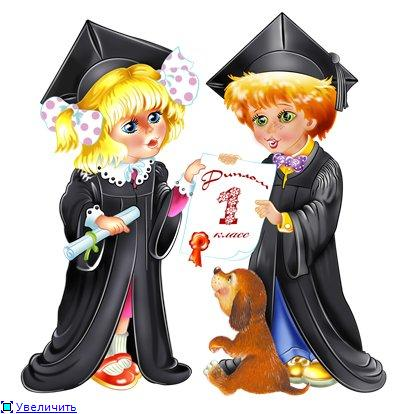 Диплом
1
класс
Увеличить